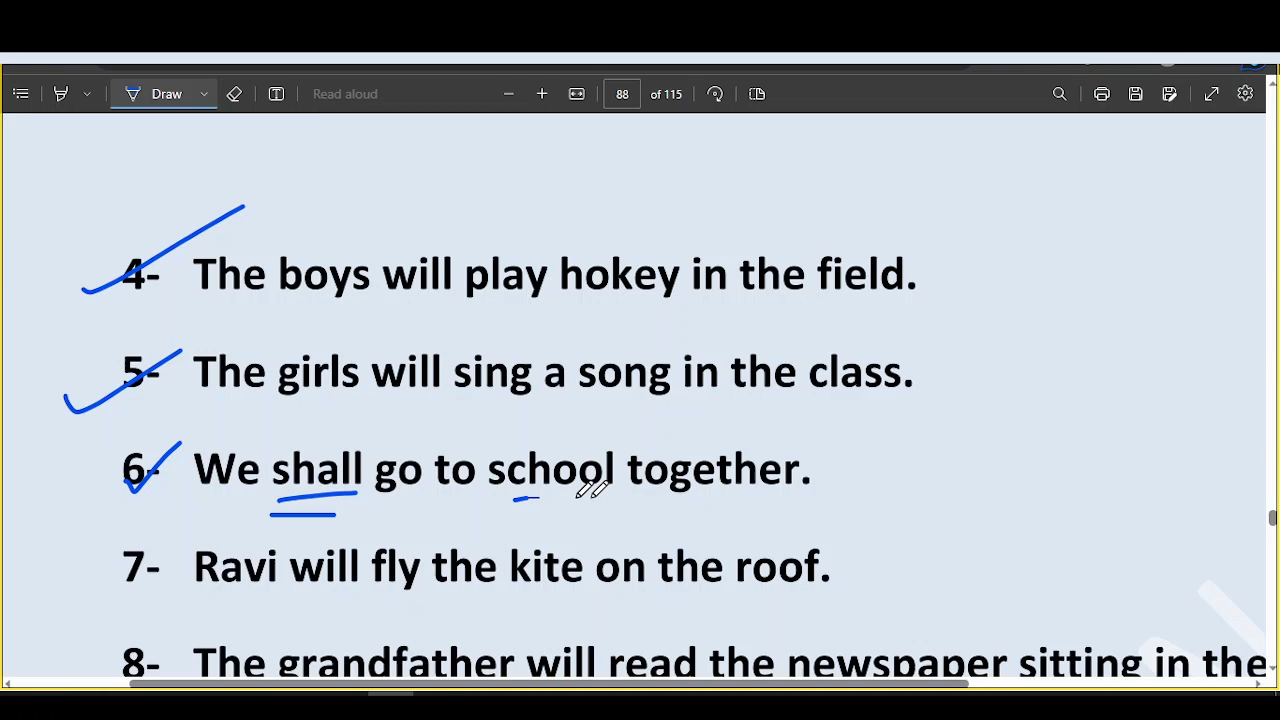 Draw
Read aloud
88 of 115
4- The boys will play hokey in the field.
5- The girls will sing a song in the class.
6- We shall go to school together.
7- Ravi will fly the kite on the roof.
8- The grandfather will read the newspaper sitting in the